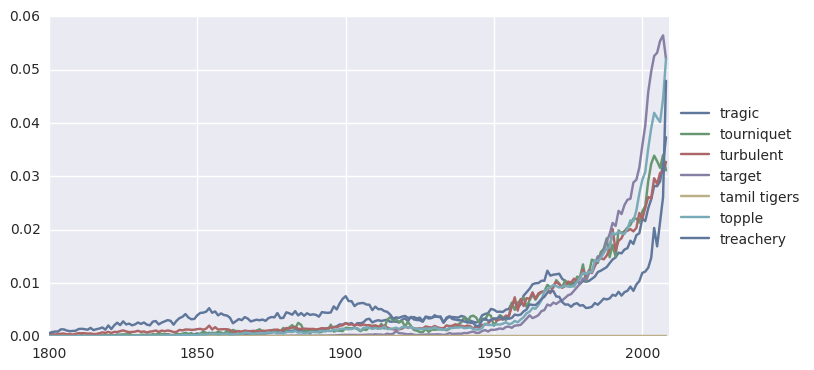 0.06
0.05
0.04
0.03
0.02
0.01
0.00
1800 1850 1900 1950 2000
tragic
tourniquet
turbulent
target
tamil tigers
topple
treachery